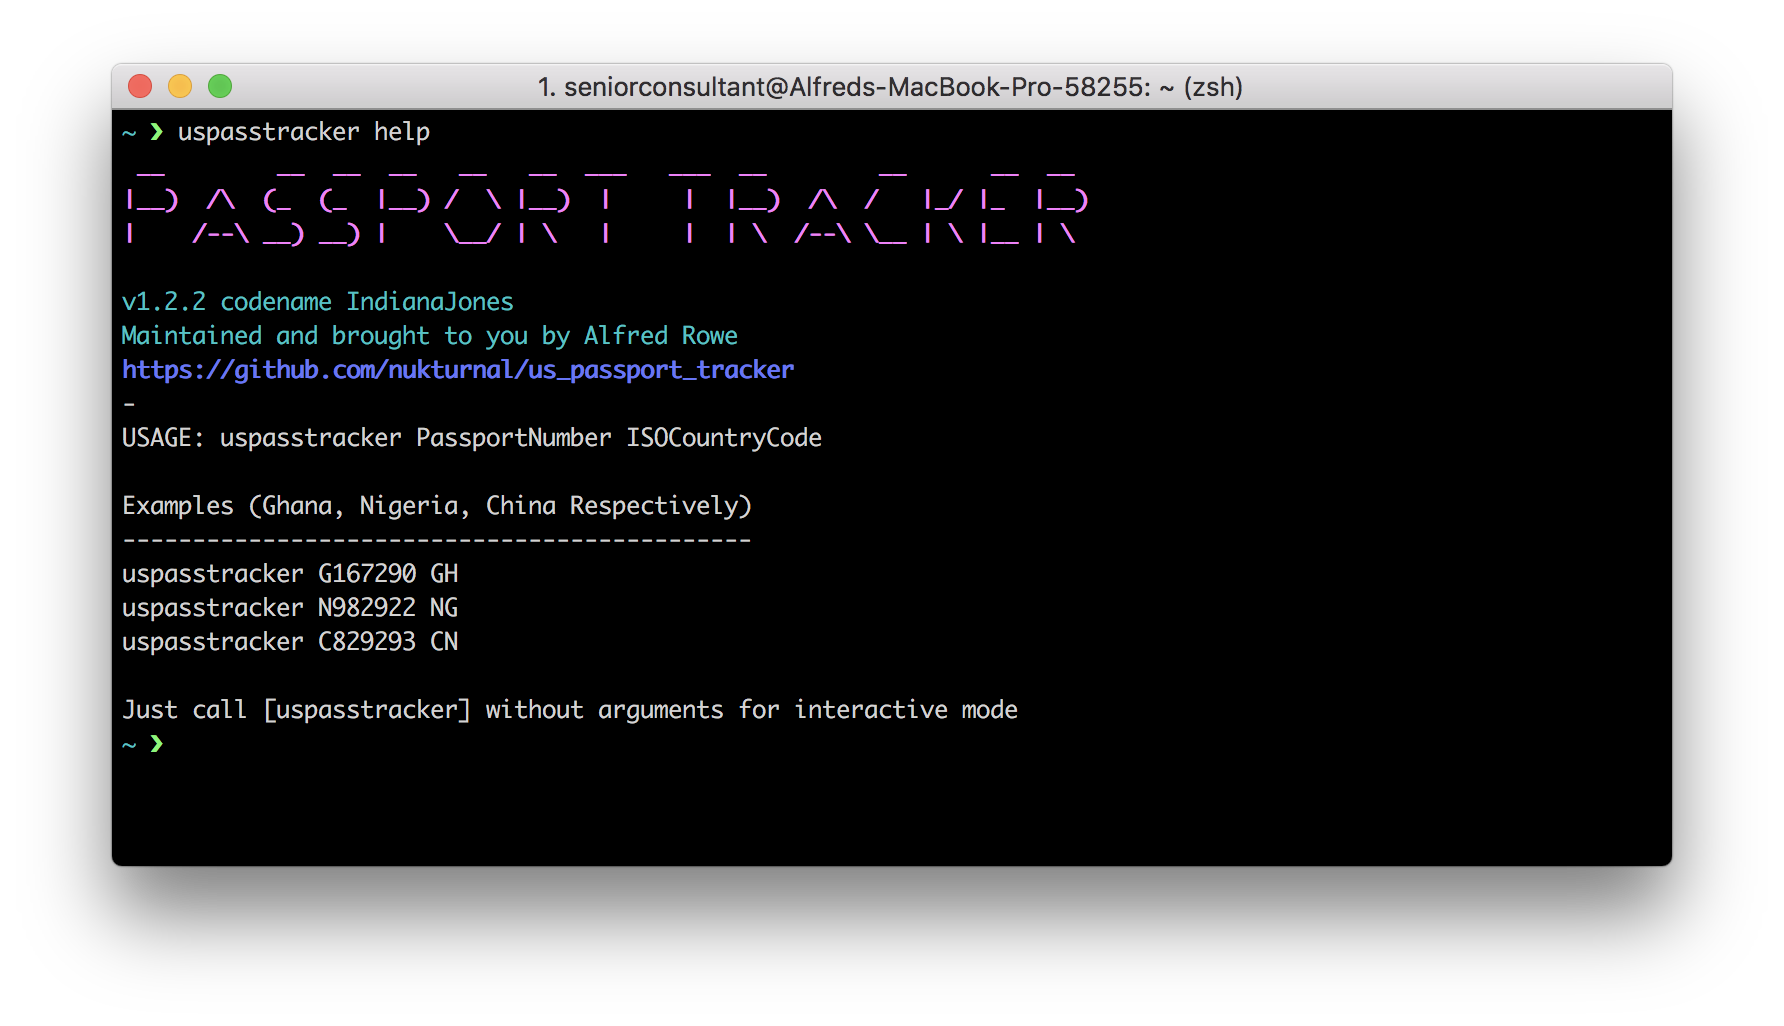 1. seniorconsultant@Alfreds-MacBook-Pro-58255: ~ (zsh)
~ ❯ uspasstracker help
PASSPORT TRACKER
v1.2.2 codename IndianaJones
Maintained and brought to you by Alfred Rowe
https://github.com/nukturnal/us_passport_tracker
-
USAGE: uspasstracker PassportNumber ISOCountryCode
Examples (Ghana, Nigeria, China Respectively)
---------------------------------------------
uspasstracker G167290 GH
uspasstracker N982922 NG
uspasstracker C829293 CN
Just call [uspasstracker] without arguments for interactive mode
~ ❯